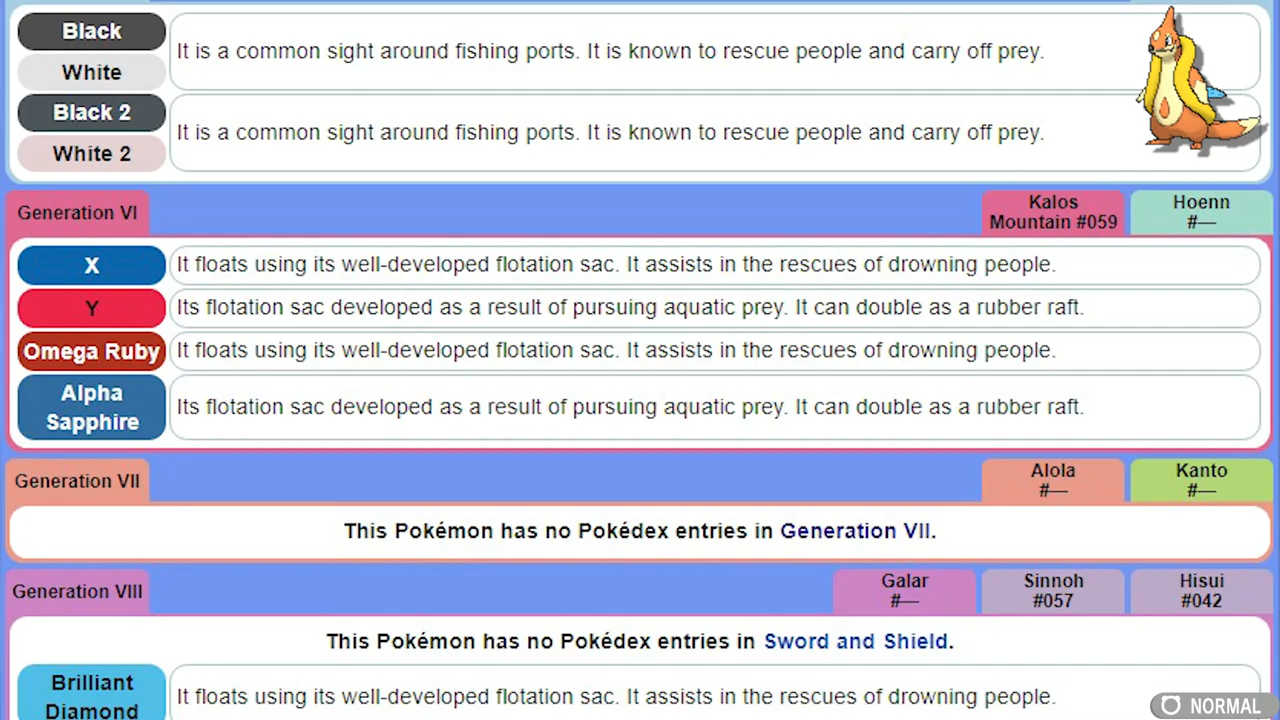 Black
It is a common sight around fishing ports. It is known to rescue people and carry off prey.
White
Black 2
It is a common sight around fishing ports. It is known to rescue people and carry off prey.
White 2
Generation VI
Kalos
Mountain #059
Hoenn
#—
X
It floats using its well-developed flotation sac. It assists in the rescues of drowning people.
Y
Its flotation sac developed as a result of pursuing aquatic prey. It can double as a rubber raft.
Omega Ruby
It floats using its well-developed flotation sac. It assists in the rescues of drowning people.
Alpha
Sapphire
Its flotation sac developed as a result of pursuing aquatic prey. It can double as a rubber raft.
Generation VII
Alola
#—
Kanto
#—
This Pokémon has no Pokédex entries in Generation VII.
Generation VIII
Galar
#—
Sinnoh
#057
Hisui
#042
This Pokémon has no Pokédex entries in Sword and Shield.
Brilliant
Diamond
It floats using its well-developed flotation sac. It assists in the rescues of drowning people.
NORMAL